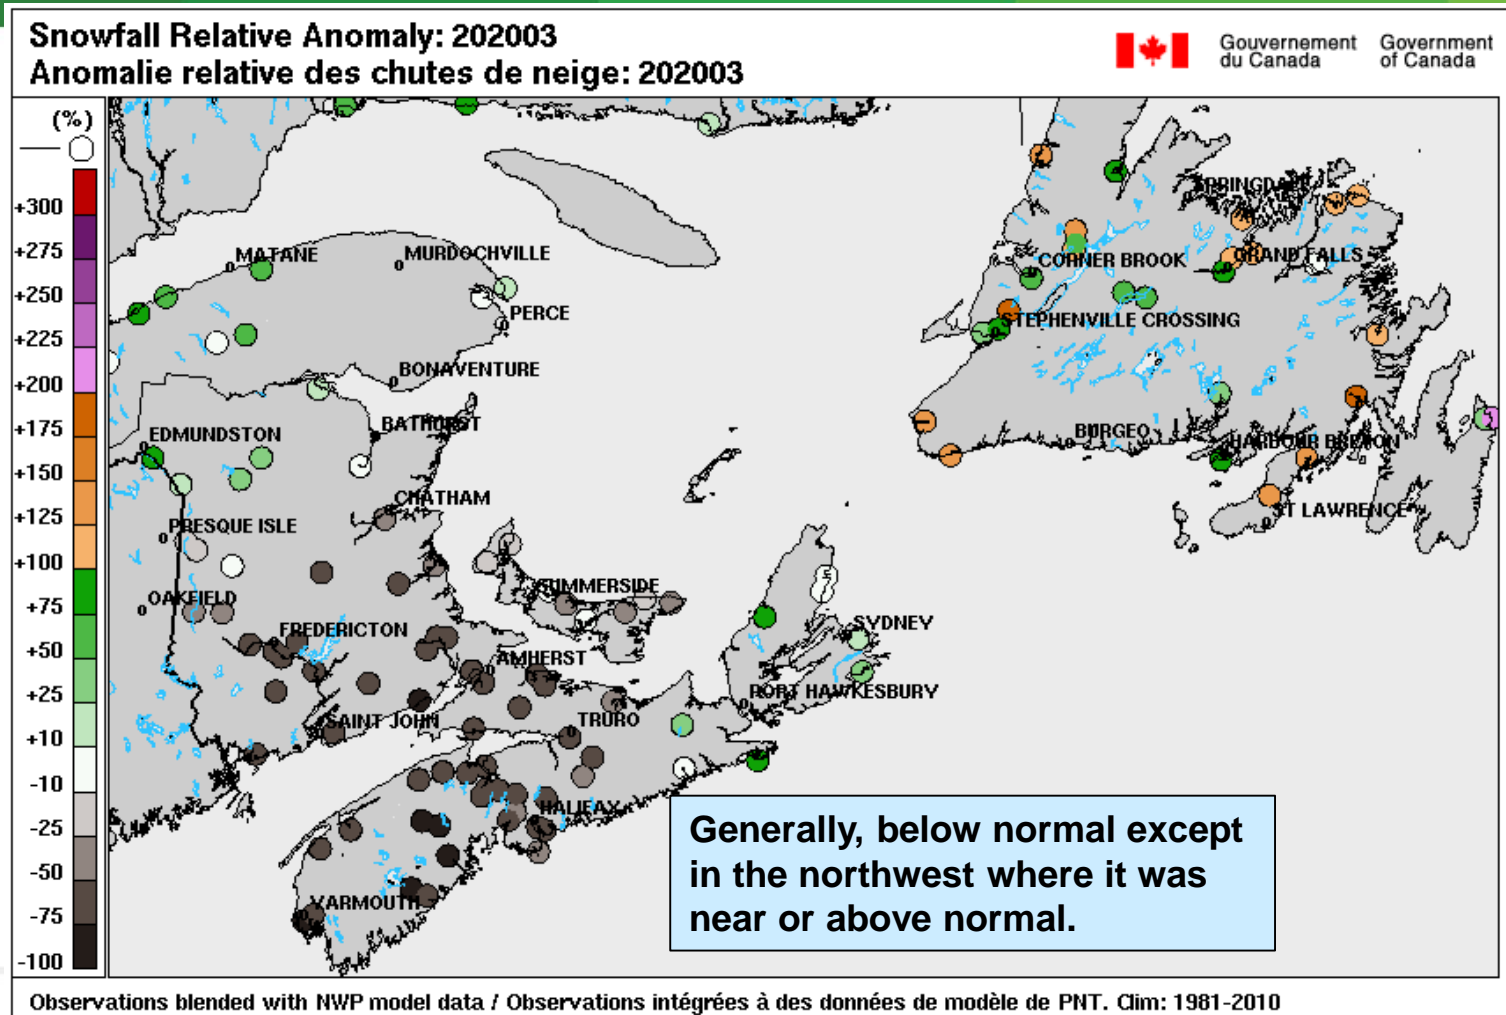 Snowfall Relative Anomaly: 202003
Anomalie relative des chutes de neige: 202003
Gouvernement du Canada
Government of Canada
(%)
+300
+275
+250
+225
+200
+175
+150
+125
+100
+75
+50
+25
+10
-10
-25
-50
-75
-100
MATANE
MURDOCHVILLE
PERCE
BONAVENTURE
BATHURST
EDMUNDSTON
CHATHAM
PRESQUE ISLE
OAKFIELD
SUMMERSIDE
FREDERICTON
SYDNEY
AMHERST
PORT HAWKESBURY
SAINT JOHN
TRURO
HALIFAX
YARMOUTH
SPRINGDALE
CORNER BROOK
GRAND FALLS
STEPHENVILLE CROSSING
BURGEO
HARBOUR BRETON
ST LAWRENCE
Generally, below normal except
in the northwest where it was
near or above normal.
Observations blended with NWP model data / Observations intégrées à des données de modèle de PNT. Clim: 1981-2010